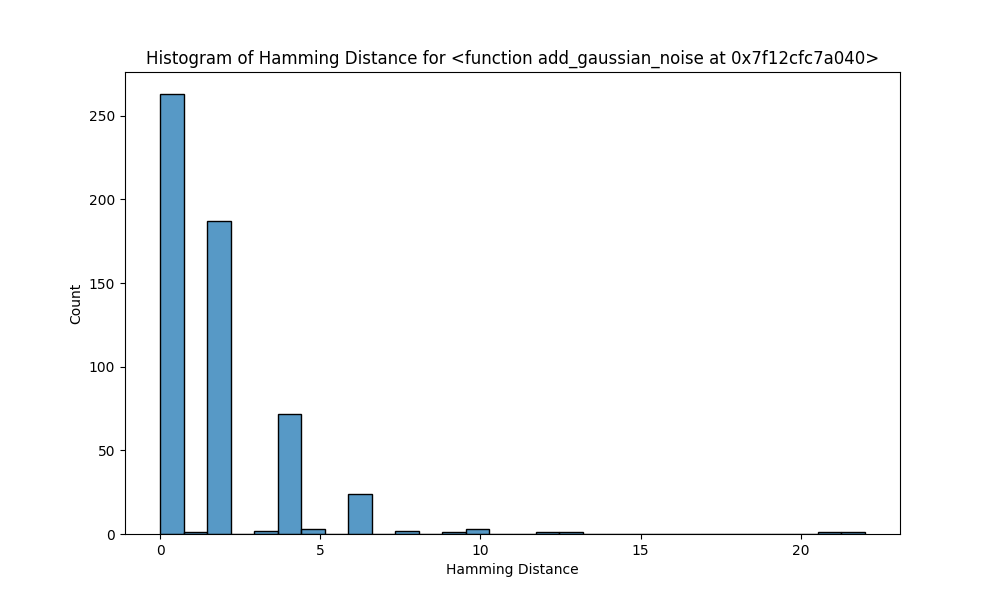 Histogram of Hamming Distance for <function add_gaussian_noise at 0x7f12cfc7a040>
250
200
150
100
50
0
Count
0 5 10 15 20
Hamming Distance